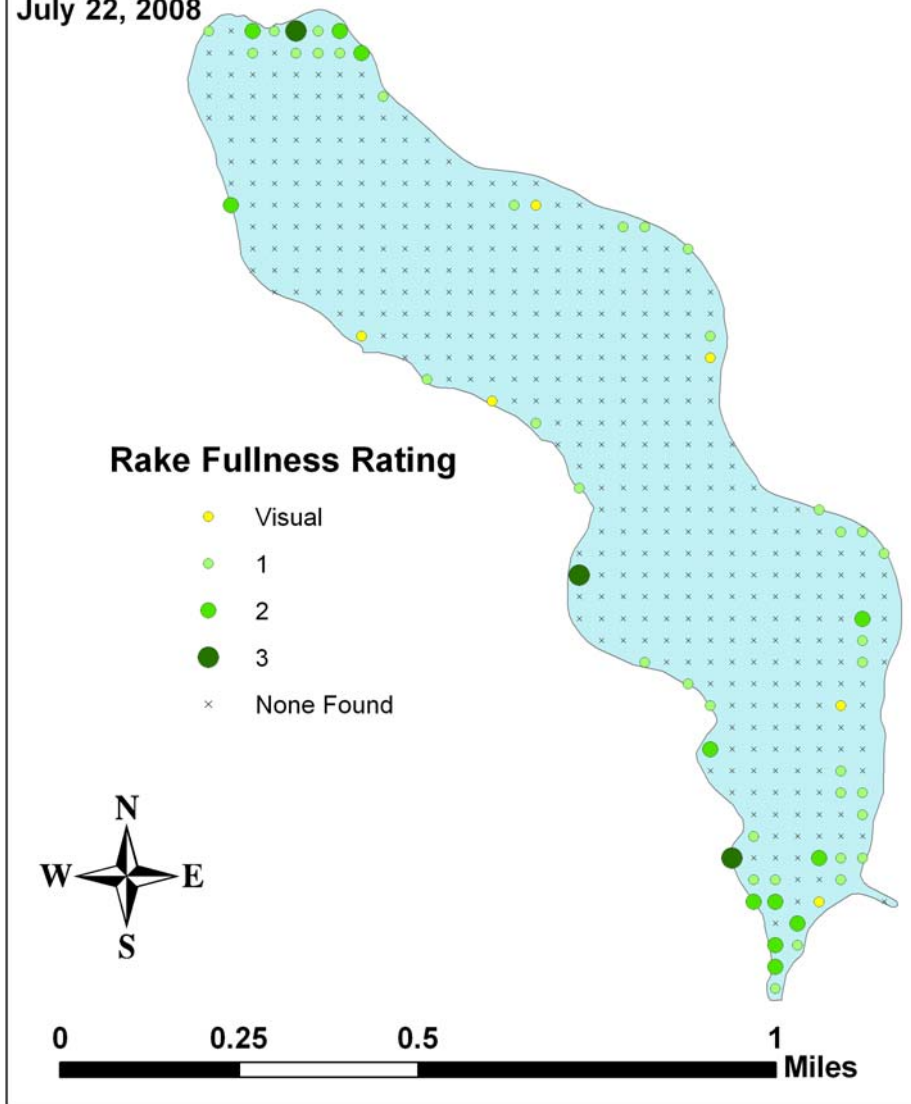 July 22, 2008
Rake Fullness Rating
Visual
1
2
3
None Found
N
W E
S
0 0.25 0.5 1
Miles